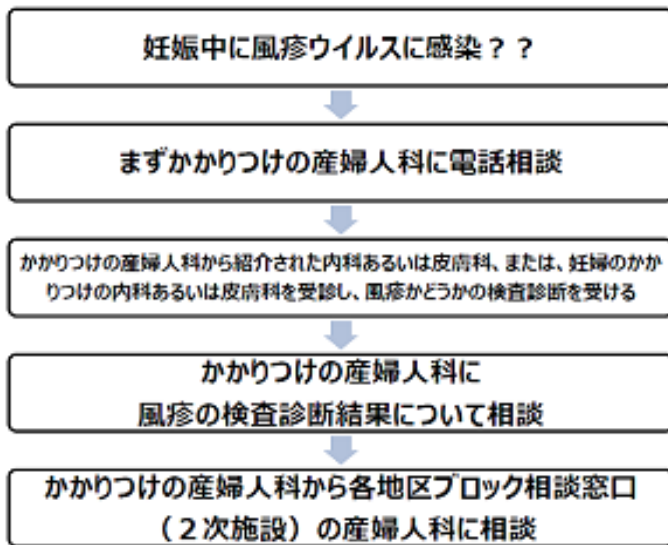 妊娠中に風疹ウイルスに感染？？
まずかかりつけの産婦人科に電話相談
かかりつけの産婦人科から紹介された内科あるいは皮膚科、または、妊婦のかか
りつけの内科あるいは皮膚科を受診し、風疹かどうかの検査診断を受ける
かかりつけの産婦人科に
風疹の検査診断結果について相談
かかりつけの産婦人科から各地区ブロック相談窓口
（２次施設）の産婦人科に相談